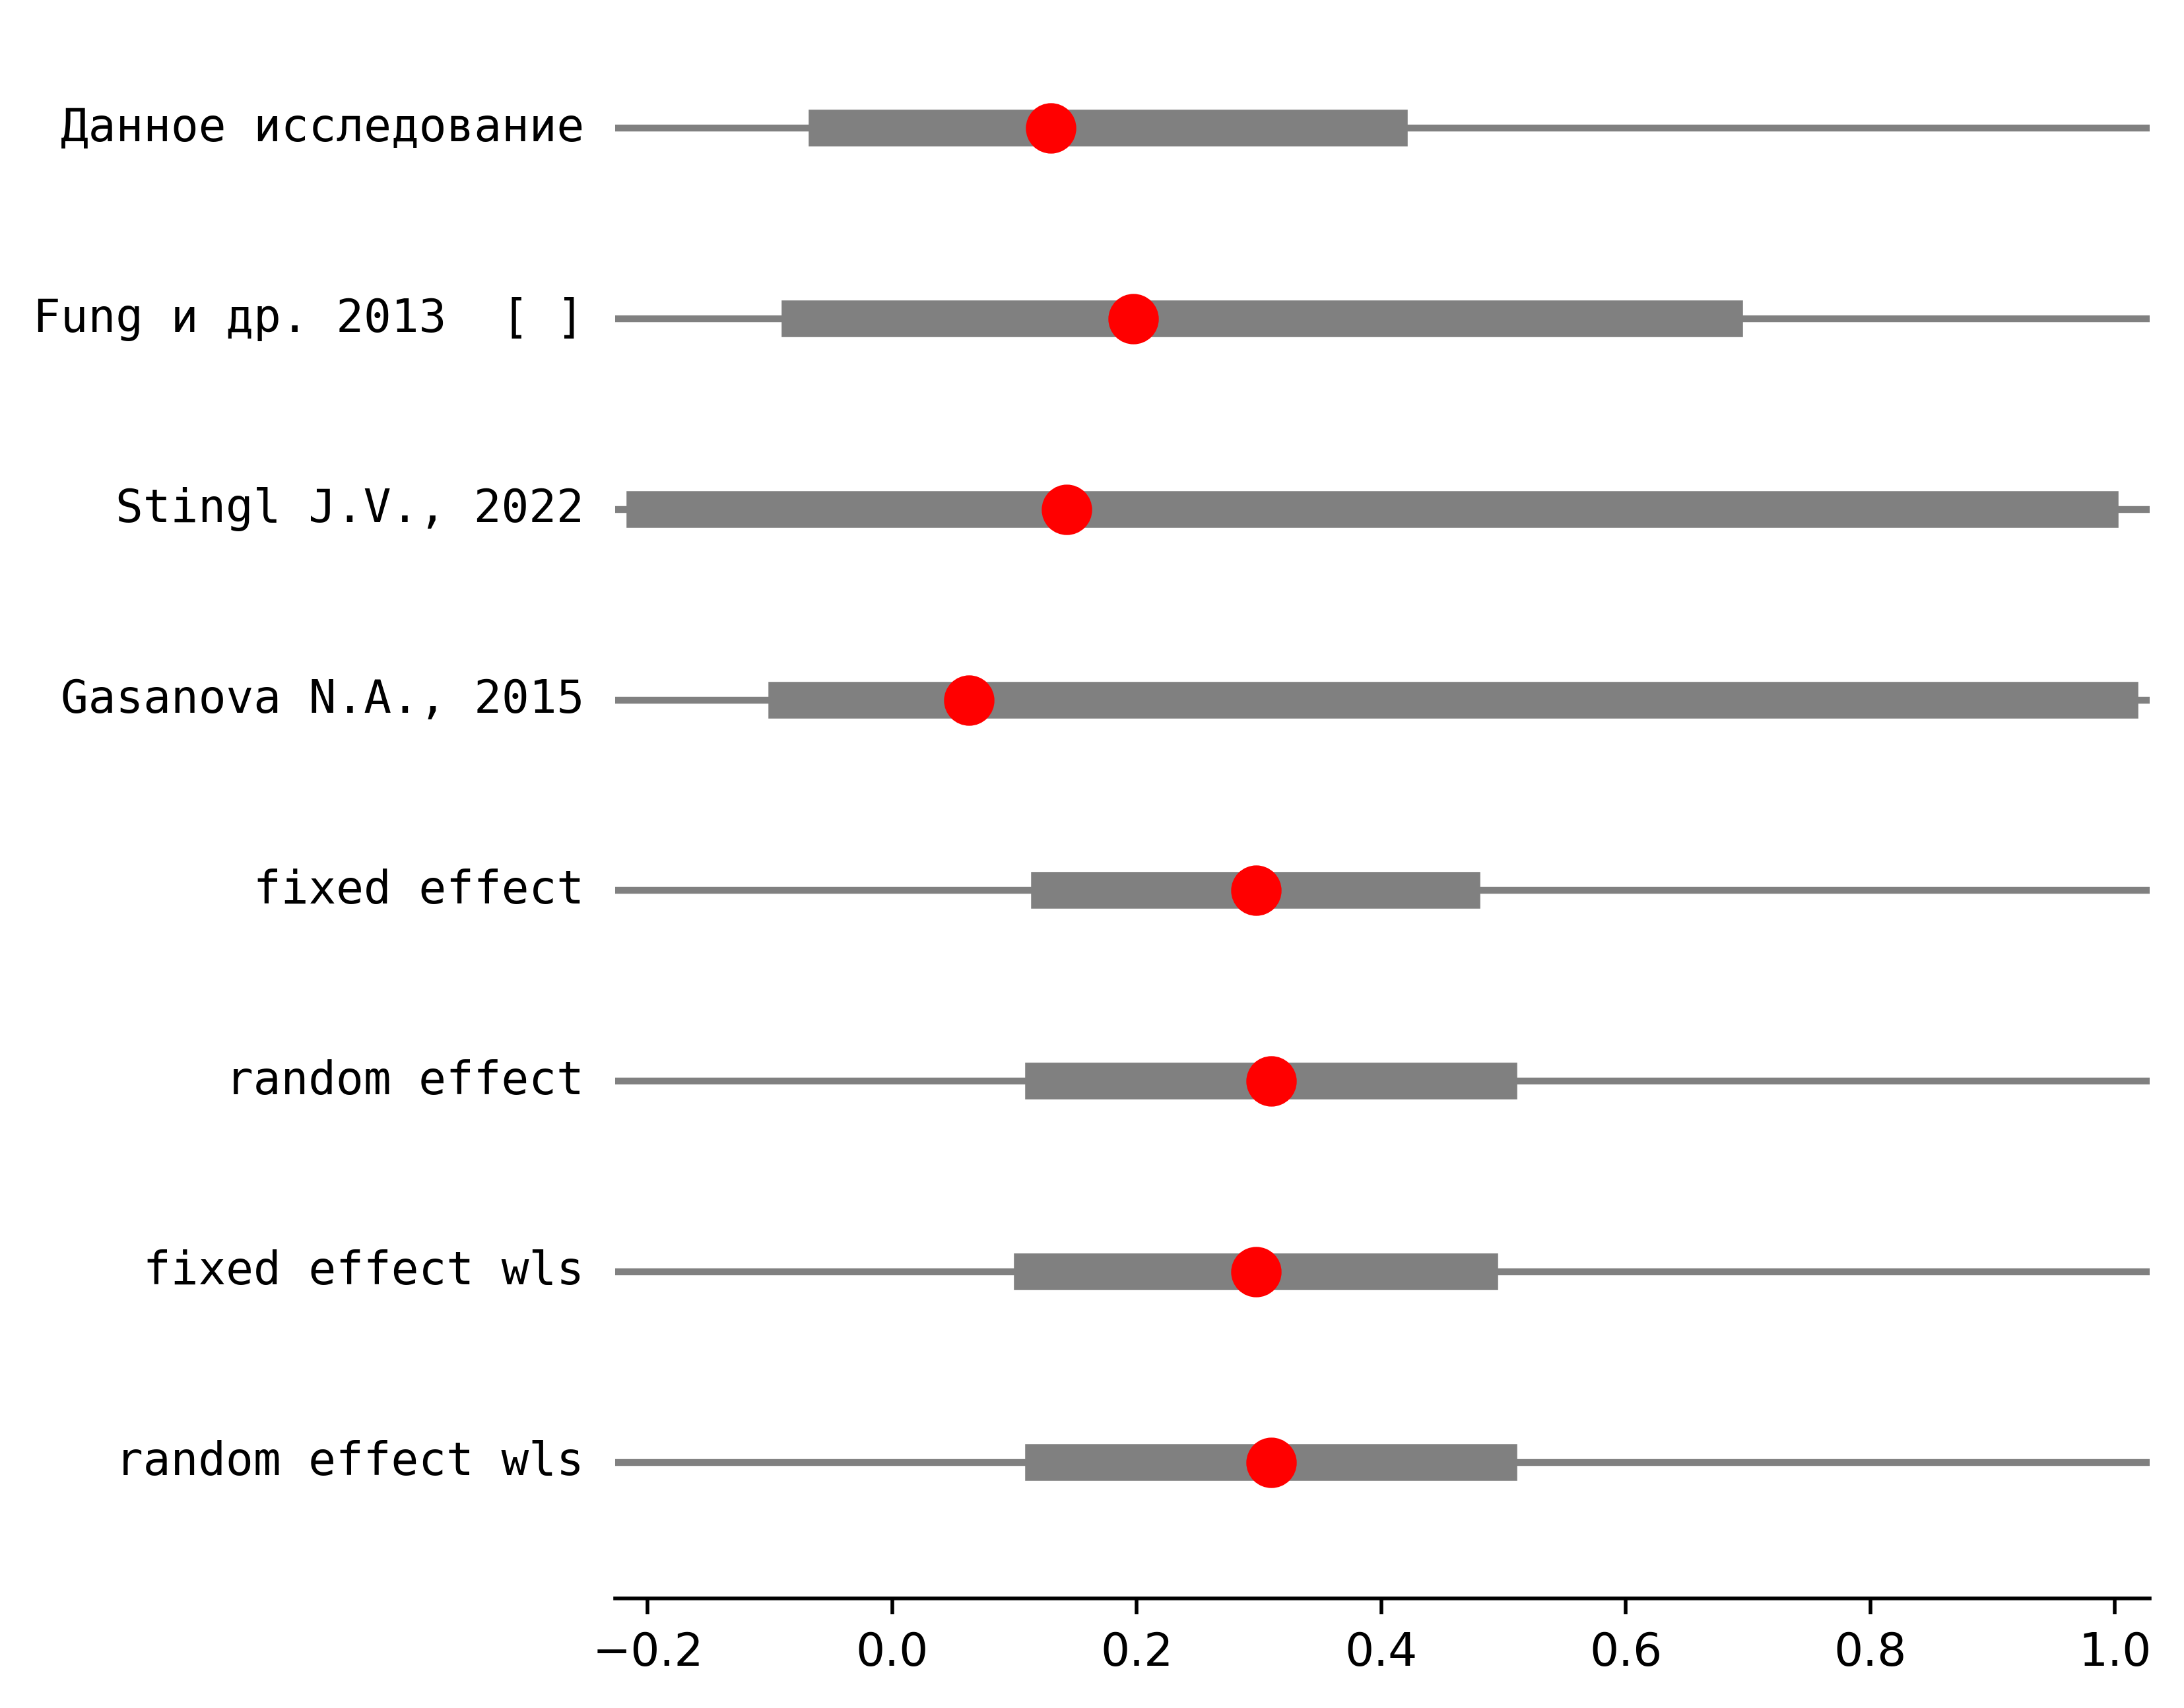 Данное исследование
Fung и др. 2013  [ ]
Stingl J.V., 2022
Gasanova N.A., 2015
fixed effect
random effect
fixed effect wls
random effect wls
−0.2 0.0 0.2 0.4 0.6 0.8 1.0